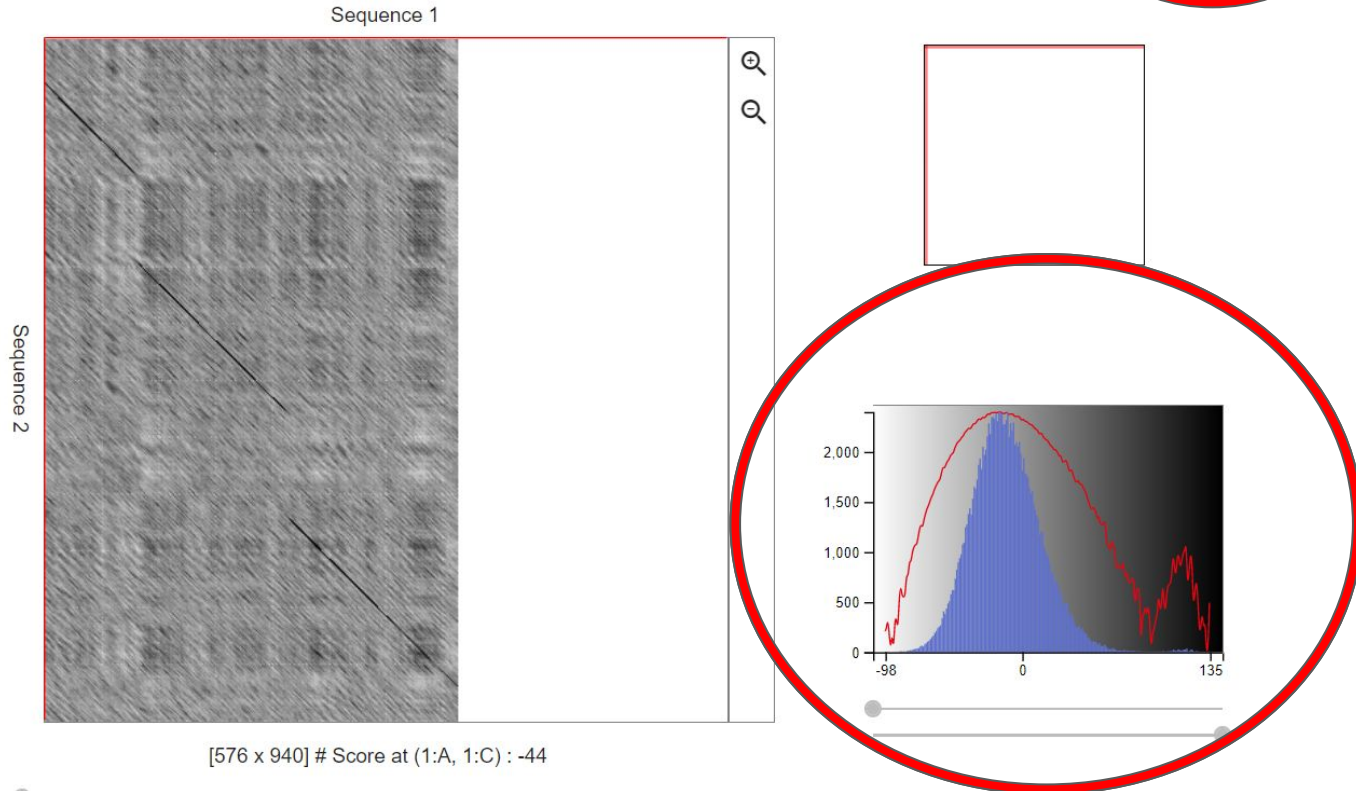 Sequence 1
Sequence 2
2,000
1,500
1,000
500
0
-98 0 135
[576 x 940] # Score at (1:A, 1:C) : -44